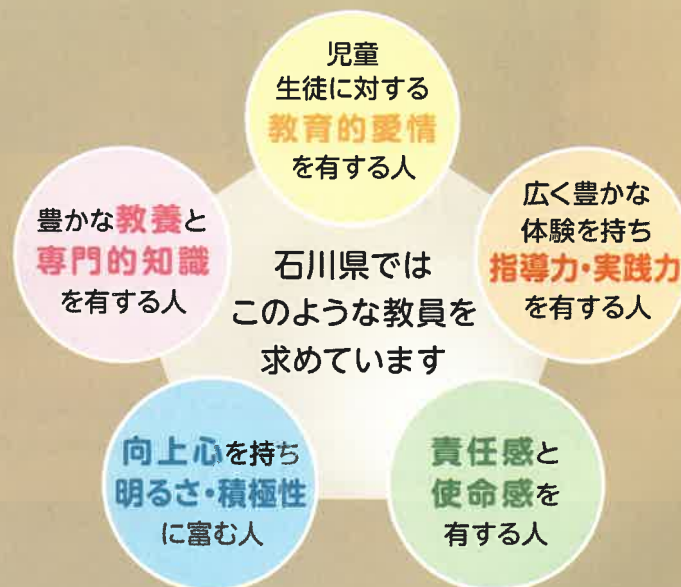 石川県では
このような教員を
求めています
児童
生徒に対する
教育的愛情
を有する人
広く豊かな
体験を持ち
指導力・実践力
を有する人
責任感と
使命感を
有する人
向上心を持ち
明るさ・積極性
に富む人
豊かな教養と
専門的知識
を有する人